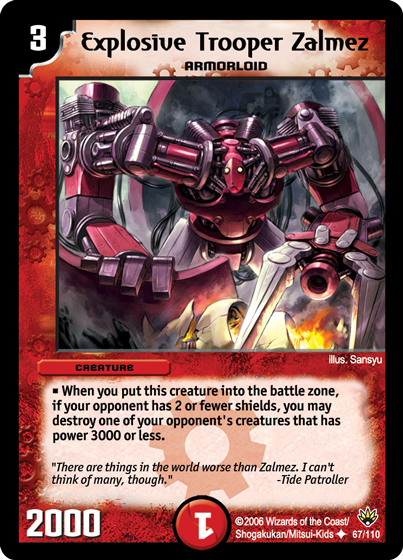 3 Explosive Trooper Zalmez
ARMORLOID
illus. Sansyu
CREATURE
▪ When you put this creature into the battle zone,
if your opponent has 2 or fewer shields, you may
destroy one of your opponent's creatures that has
power 3000 or less.
"There are things in the world worse than Zalmez. I can't
think of many, though." -Tide Patroller
2000
1
©2006 Wizards of the Coast/
Shogakukan/Mitsui-Kids ✦ 67/110